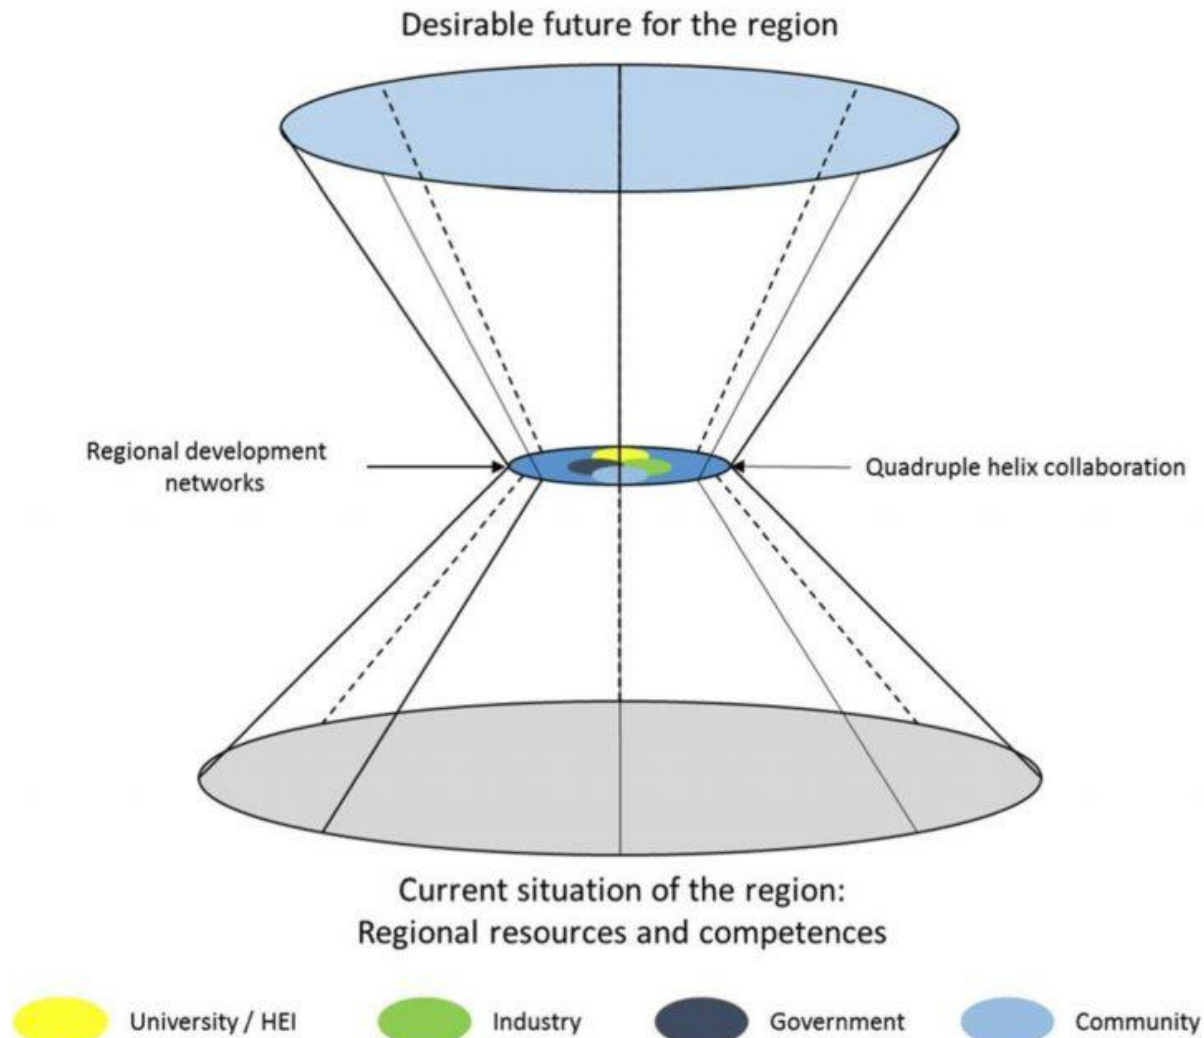 Desirable future for the region
Regional development
networks
Quadruple helix collaboration
Current situation of the region:
Regional resources and competences
University / HEI
Industry
Government
Community